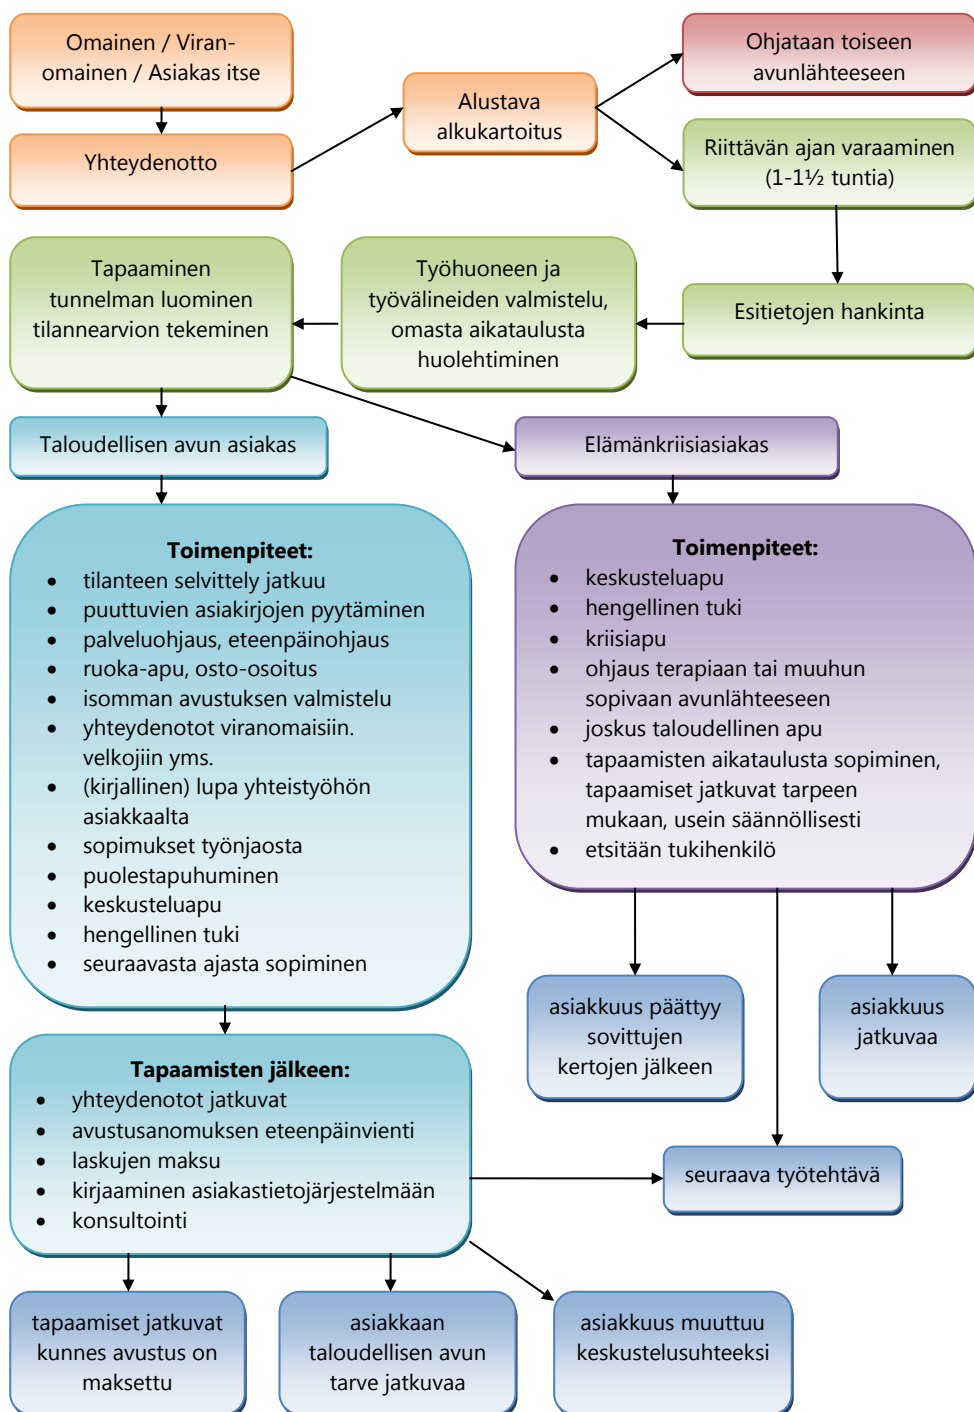 Omainen / Viran-
omainen / Asiakas itse
Yhteydenotto
Alustava
alkukartoitus
Ohjataan toiseen
avunlähteeseen
Riittävän ajan varaaminen
(1-1½ tuntia)
Esitietojen hankinta
Työhuoneen ja
työvälineiden valmistelu,
omasta aikataulusta
huolehtiminen
Tapaaminen
tunnelman luominen
tilannearvion tekeminen
Taloudellisen avun asiakas
Elämänkriisiasiakas
Toimenpiteet:
• tilanteen selvittely jatkuu
• puuttuvien asiakirjojen pyytäminen
• palveluohjaus, eteenpäinohjaus
• ruoka-apu, osto-osoitus
• isomman avustuksen valmistelu
• yhteydenotot viranomaisiin.
velkojiin yms.
• (kirjallinen) lupa yhteistyöhön
asiakkaalta
• sopimukset työnjaosta
• puolestapuhuminen
• keskusteluapu
• hengellinen tuki
• seuraavasta ajasta sopiminen
Toimenpiteet:
• keskusteluapu
• hengellinen tuki
• kriisiapu
• ohjaus terapiaan tai muuhun
sopivaan avunlähteeseen
• joskus taloudellinen apu
• tapaamisten aikataulusta sopiminen,
tapaamiset jatkuvat tarpeen
mukaan, usein säännöllisesti
• etsitään tukihenkilö
asiakkuus päättyy
sovittujen
kertojen jälkeen
asiakkuus
jatkuvaa
Tapaamisten jälkeen:
• yhteydenotot jatkuvat
• avustusanomuksen eteenpäinvienti
• laskujen maksu
• kirjaaminen asiakastietojärjestelmään
• konsultointi
seuraava työtehtävä
tapaamiset jatkuvat
kunnes avustus on
maksettu
asiakkaan
taloudellisen avun
tarve jatkuvaa
asiakkuus muuttuu
keskustelusuhteeksi